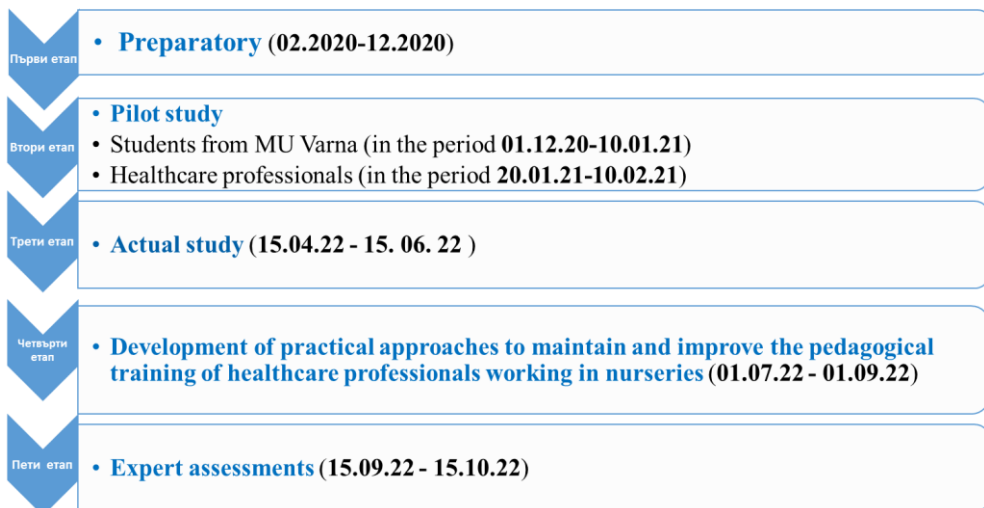 Първи етап
• Preparatory (02.2020-12.2020)
Втори етап
• Pilot study
• Students from MU Varna (in the period 01.12.20-10.01.21)
• Healthcare professionals (in the period 20.01.21-10.02.21)
Трети етап
• Actual study (15.04.22 - 15. 06. 22 )
Четвърти
етап
• Development of practical approaches to maintain and improve the pedagogical
training of healthcare professionals working in nurseries (01.07.22 - 01.09.22)
Пети етап
• Expert assessments (15.09.22 - 15.10.22)